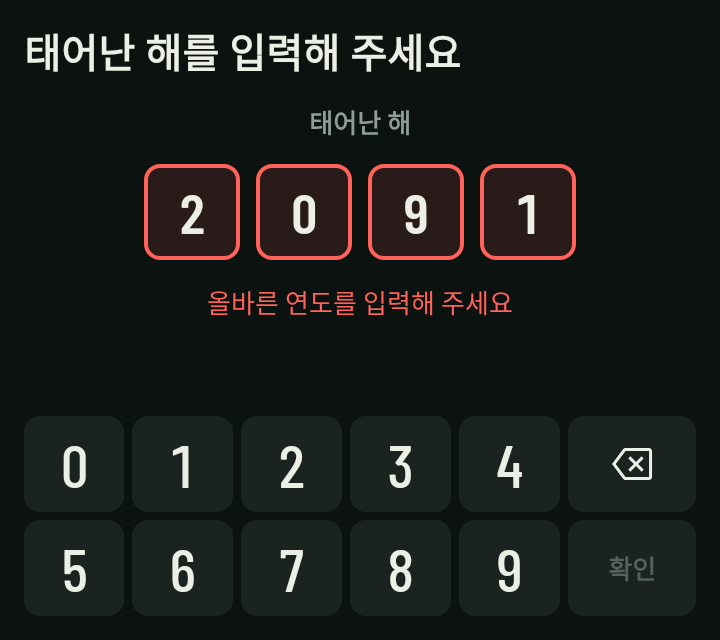 태어난 해를 입력해 주세요
태어난 해
2 0 9 1
올바른 연도를 입력해 주세요
0 1 2 3 4
5 6 7 8 9 확인